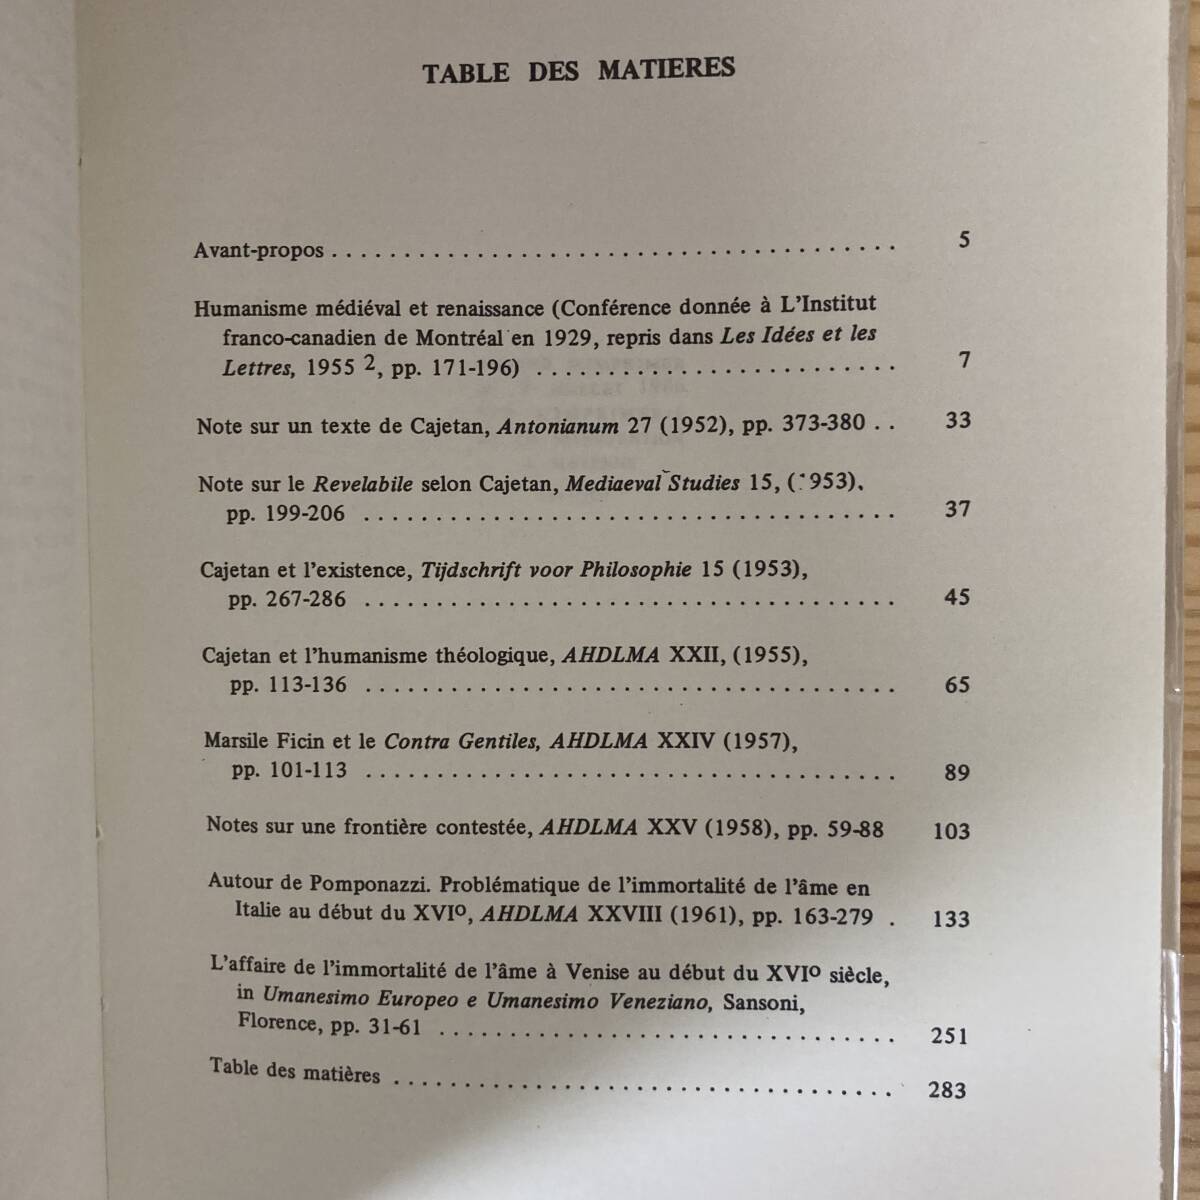 TABLE DES MATIERES
Avant-propos . . . . . . . . . . . . . . . . . . . . . . . . . . . . . . . . . . . . . . . 5
Humanisme médiéval et renaissance (Conférence donnée à L'Institut
franco-canadien de Montréal en 1929, repris dans Les Idées et les
Lettres, 1955 2, pp. 171-196) . . . . . . . . . . . . . . . . . . . . . . . . . 7
Note sur un texte de Cajetan, Antonianum 27 (1952), pp. 373-380 . . 33
Note sur le Revelabile selon Cajetan, Mediaeval Studies 15, (1953),
pp. 199-206 . . . . . . . . . . . . . . . . . . . . . . . . . . . . . . . . . . . . . 37
Cajetan et l'existence, Tijdschrift voor Philosophie 15 (1953),
pp. 267-286 . . . . . . . . . . . . . . . . . . . . . . . . . . . . . . . . . . . . . 45
Cajetan et l'humanisme théologique, AHDLMA XXII, (1955),
pp. 113-136 . . . . . . . . . . . . . . . . . . . . . . . . . . . . . . . . . . . . . 65
Marsile Ficin et le Contra Gentiles, AHDLMA XXIV (1957),
pp. 101-113 . . . . . . . . . . . . . . . . . . . . . . . . . . . . . . . . . . . . . 89
Notes sur une frontière contestée, AHDLMA XXV (1958), pp. 59-88 103
Autour de Pomponazzi. Problématique de l'immortalité de l'âme en
Italie au début du XVIo, AHDLMA XXVIII (1961), pp. 163-279 . 133
L'affaire de l'immortalité de l'âme à Venise au début du XVIo siècle,
in Umanesimo Europeo e Umanesimo Veneziano, Sansoni,
Florence, pp. 31-61 . . . . . . . . . . . . . . . . . . . . . . . . . . . . . . . . 251
Table des matières . . . . . . . . . . . . . . . . . . . . . . . . . . . . . . . . . . . 283